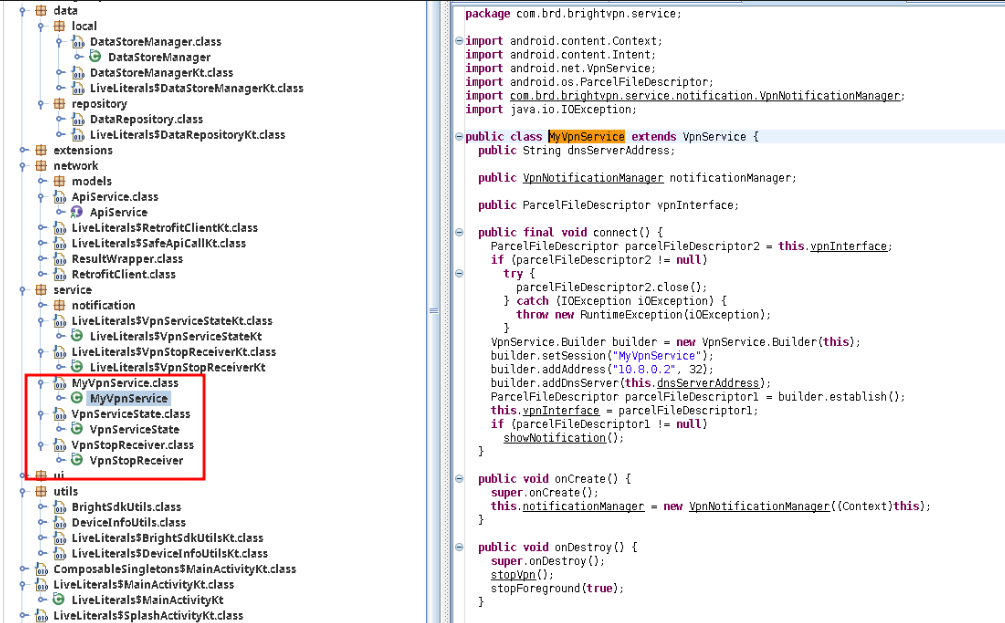 data
local
DataStoreManager.class
DataStoreManager
DataStoreManagerKt.class
LiveLiterals$DataStoreManagerKt.class
repository
DataRepository.class
LiveLiterals$DataRepositoryKt.class
extensions
network
models
ApiService.class
ApiService
LiveLiterals$RetrofitClientKt.class
LiveLiterals$SafeApiCallKt.class
ResultWrapper.class
RetrofitClient.class
service
notification
LiveLiterals$VpnServiceStateKt.class
LiveLiterals$VpnServiceStateKt
LiveLiterals$VpnStopReceiverKt.class
LiveLiterals$VpnStopReceiverKt
MyVpnService.class
MyVpnService
VpnServiceState.class
VpnServiceState
VpnStopReceiver.class
VpnStopReceiver
ui
utils
BrightSdkUtils.class
DeviceInfoUtils.class
LiveLiterals$BrightSdkUtilsKt.class
LiveLiterals$DeviceInfoUtilsKt.class
ComposableSingletons$MainActivityKt.class
LiveLiterals$MainActivityKt.class
LiveLiterals$MainActivityKt
LiveLiterals$SplashActivityKt.class
package com.brd.brightvpn.service;
import android.content.Context;
import android.content.Intent;
import android.net.VpnService;
import android.os.ParcelFileDescriptor;
import com.brd.brightvpn.service.notification.VpnNotificationManager;
import java.io.IOException;
public class MyVpnService extends VpnService {
public String dnsServerAddress;
public VpnNotificationManager notificationManager;
public ParcelFileDescriptor vpnInterface;
public final void connect() {
ParcelFileDescriptor parcelFileDescriptor2 = this.vpnInterface;
if (parcelFileDescriptor2 != null)
try {
parcelFileDescriptor2.close();
} catch (IOException iOException) {
throw new RuntimeException(iOException);
}
VpnService.Builder builder = new VpnService.Builder(this);
builder.setSession("MyVpnService");
builder.addAddress("10.8.0.2", 32);
builder.addDnsServer(this.dnsServerAddress);
ParcelFileDescriptor parcelFileDescriptor1 = builder.establish();
this.vpnInterface = parcelFileDescriptor1;
if (parcelFileDescriptor1 != null)
showNotification();
}
public void onCreate() {
super.onCreate();
this.notificationManager = new VpnNotificationManager((Context)this);
}
public void onDestroy() {
super.onDestroy();
stopVpn();
stopForeground(true);
}